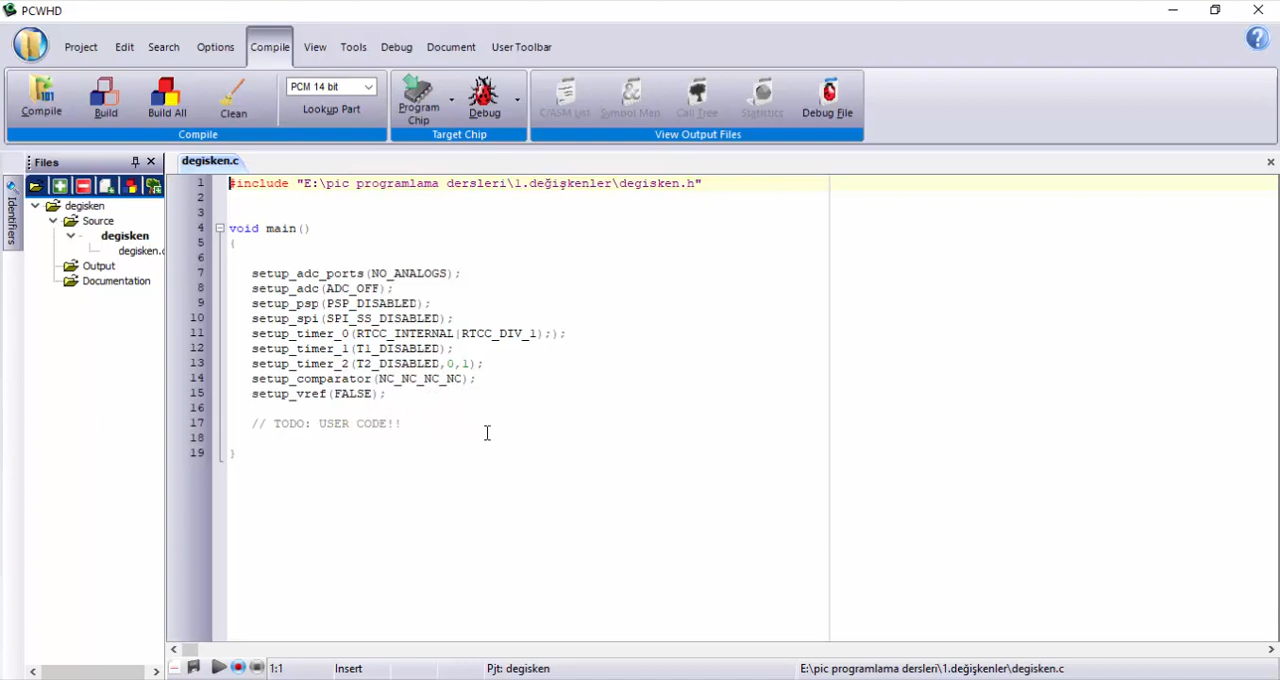 PCWHD
Project Edit Search Options Compile View Tools Debug Document User Toolbar
Compile Build Build All Clean PCM 14 bit Lookup Part Program Chip Debug C/ASM List Symbol Map Call Tree Statistics Debug File
Compile Target Chip View Output Files
Files
Identifiers
degisken
Source
degisken
degisken.c
Output
Documentation
degisken.c
1 #include "E:\pic programlama dersleri\1.değişkenler\degisken.h"
2
3
4 void main()
5 {
6
7 setup_adc_ports(NO_ANALOGS);
8 setup_adc(ADC_OFF);
9 setup_psp(PSP_DISABLED);
10 setup_spi(SPI_SS_DISABLED);
11 setup_timer_0(RTCC_INTERNAL|RTCC_DIV_1;);
12 setup_timer_1(T1_DISABLED);
13 setup_timer_2(T2_DISABLED,0,1);
14 setup_comparator(NC_NC_NC_NC);
15 setup_vref(FALSE);
16
17 // TODO: USER CODE!!
18
19 }
1:1 Insert Pjt: degisken E:\pic programlama dersleri\1.değişkenler\degisken.c